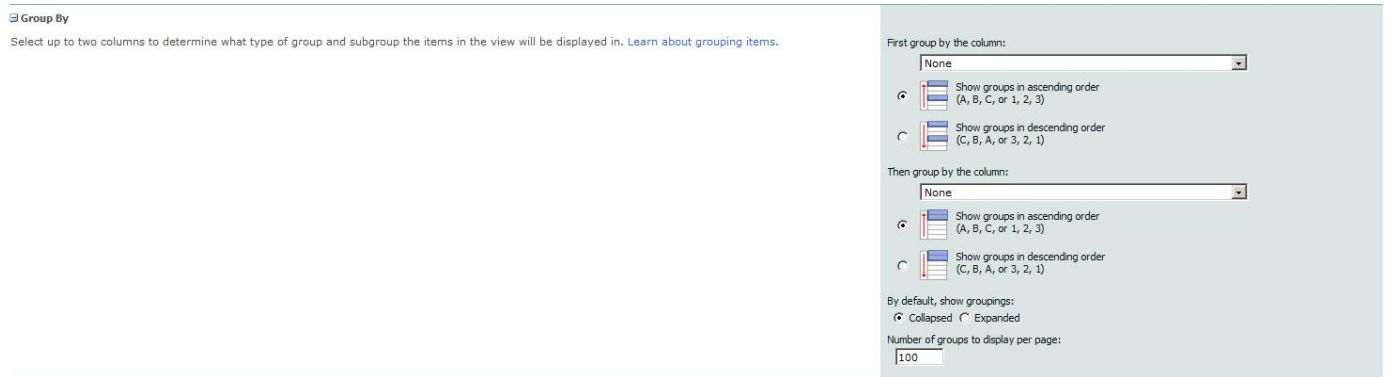 Group By
Select up to two columns to determine what type of group and subgroup the items in the view will be displayed in. Learn about grouping items.
First group by the column:
None
Show groups in ascending order
(A, B, C, or 1, 2, 3)
Show groups in descending order
(C, B, A, or 3, 2, 1)
Then group by the column:
None
Show groups in ascending order
(A, B, C, or 1, 2, 3)
Show groups in descending order
(C, B, A, or 3, 2, 1)
By default, show groupings:
Collapsed Expanded
Number of groups to display per page:
100